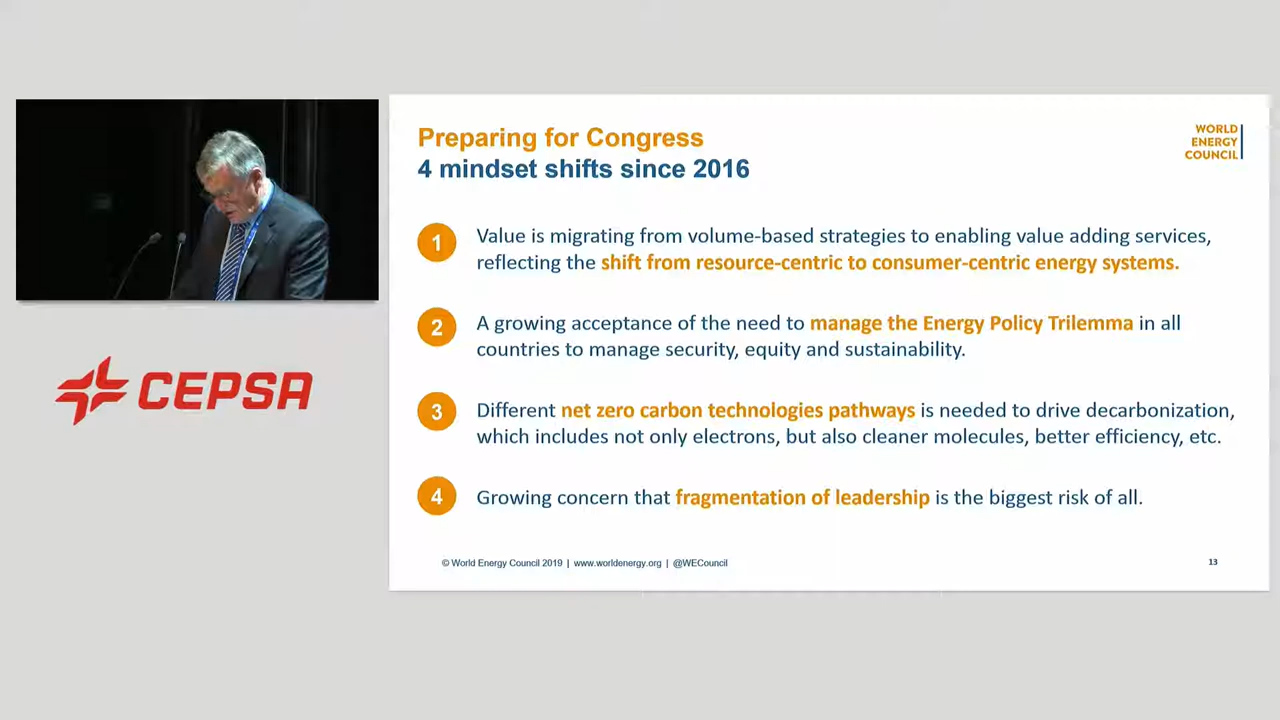 Preparing for Congress
4 mindset shifts since 2016
WORLD
ENERGY
COUNCIL
1
Value is migrating from volume-based strategies to enabling value adding services,
reflecting the shift from resource-centric to consumer-centric energy systems.
2
A growing acceptance of the need to manage the Energy Policy Trilemma in all
countries to manage security, equity and sustainability.
3
Different net zero carbon technologies pathways is needed to drive decarbonization,
which includes not only electrons, but also cleaner molecules, better efficiency, etc.
4
Growing concern that fragmentation of leadership is the biggest risk of all.
© World Energy Council 2019 | www.worldenergy.org | @WECouncil
13
CEPSA